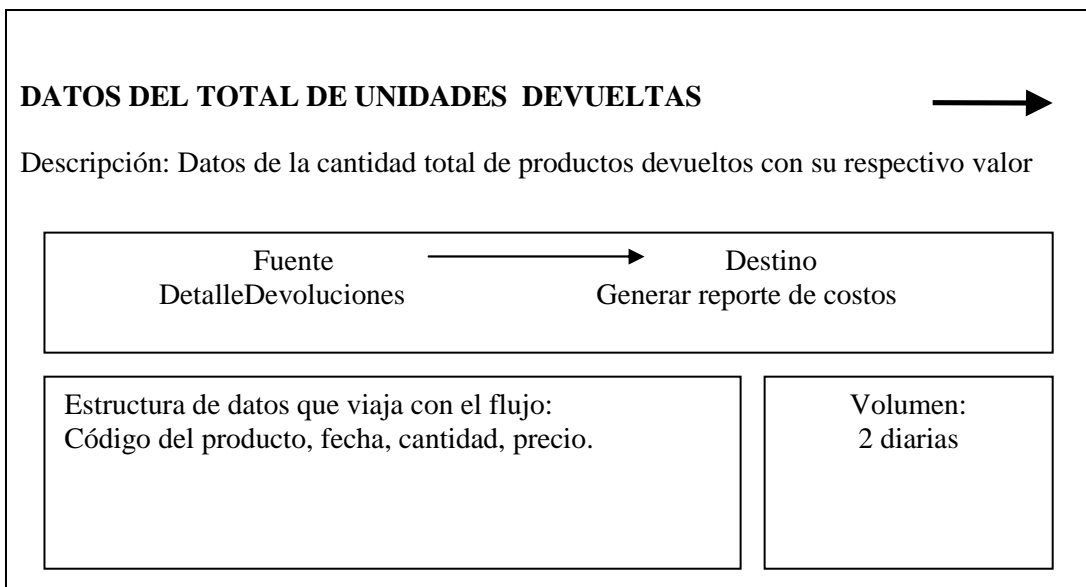 DATOS DEL TOTAL DE UNIDADES DEVUELTAS
Descripción: Datos de la cantidad total de productos devueltos con su respectivo valor
Fuente Destino
DetalleDevoluciones Generar reporte de costos
Estructura de datos que viaja con el flujo:
Código del producto, fecha, cantidad, precio.
Volumen:
2 diarias